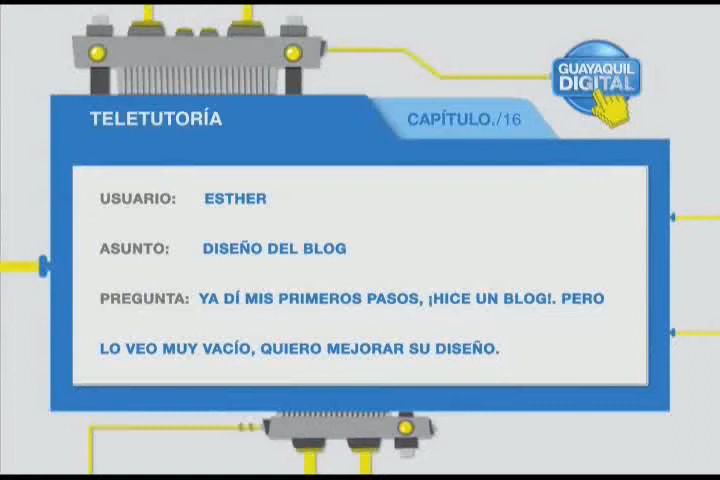 GUAYAQUIL
DIGITAL
TELETUTORÍA
CAPÍTULO./16
USUARIO: ESTHER
ASUNTO: DISEÑO DEL BLOG
PREGUNTA: YA DÍ MIS PRIMEROS PASOS, ¡HICE UN BLOG!. PERO
LO VEO MUY VACÍO, QUIERO MEJORAR SU DISEÑO.